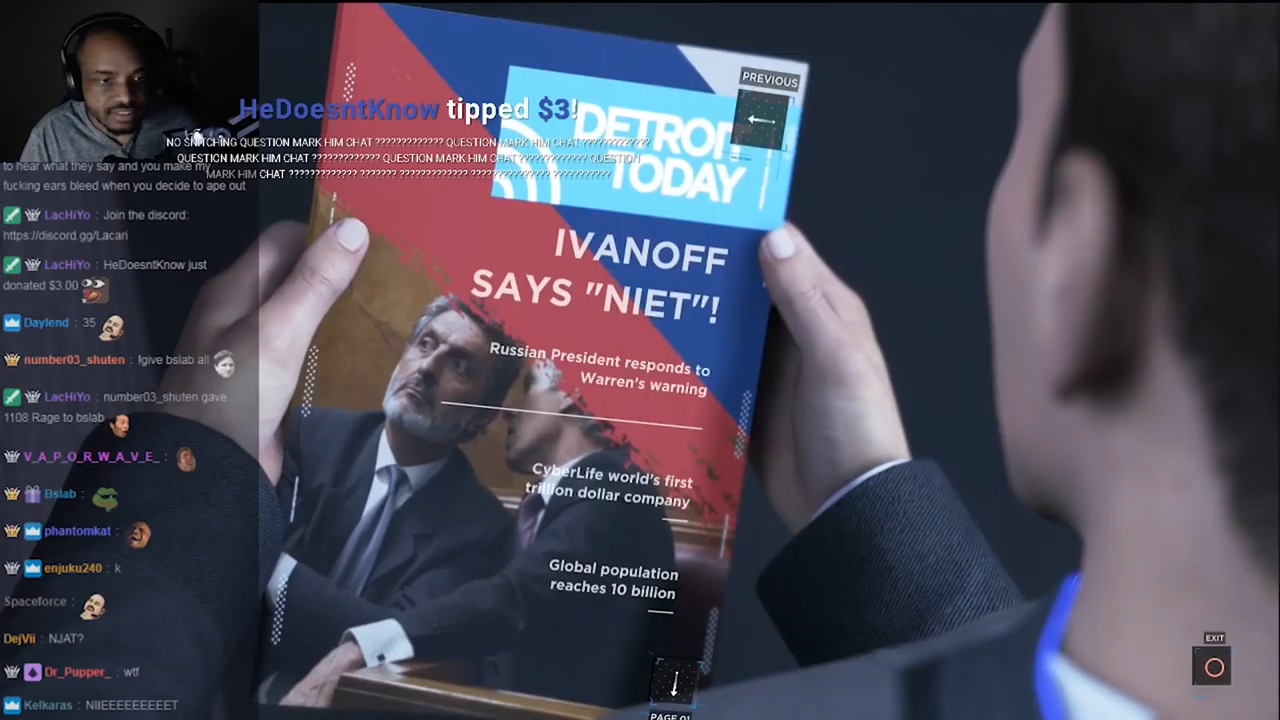 HeDoesntKnow tipped $3!
NO SNITCHING QUESTION MARK HIM CHAT ????????????? QUESTION MARK HIM CHAT ?????????????
QUESTION MARK HIM CHAT ????????????? QUESTION MARK HIM CHAT ????????????? QUESTION
MARK HIM CHAT ???????????? ??????? ????????????? ??????????????? ???????????
to hear what they say and you make my
fucking ears bleed when you decide to ape out
LacHiYo : Join the discord:
https://discord.gg/Lacari
LacHiYo : HeDoesntKnow just
donated $3.00
Daylend : 35
number03_shuten : !give bslab all
LacHiYo : number03_shuten gave
1108 Rage to bslab
V_A_P_O_R_W_A_V_E_ :
Bslab :
phantomkat :
enjuku240 : k
Spaceforce :
DejVii : NJAT?
Dr_Pupper_ : wtf
Kelkaras : NIIEEEEEEEEET
PREVIOUS
DETROIT
TODAY
IVANOFF
SAYS "NIET"!
Russian President responds to
Warren's warning
CyberLife world's first
trillion dollar company
Global population
reaches 10 billion
PAGE 01
EXIT